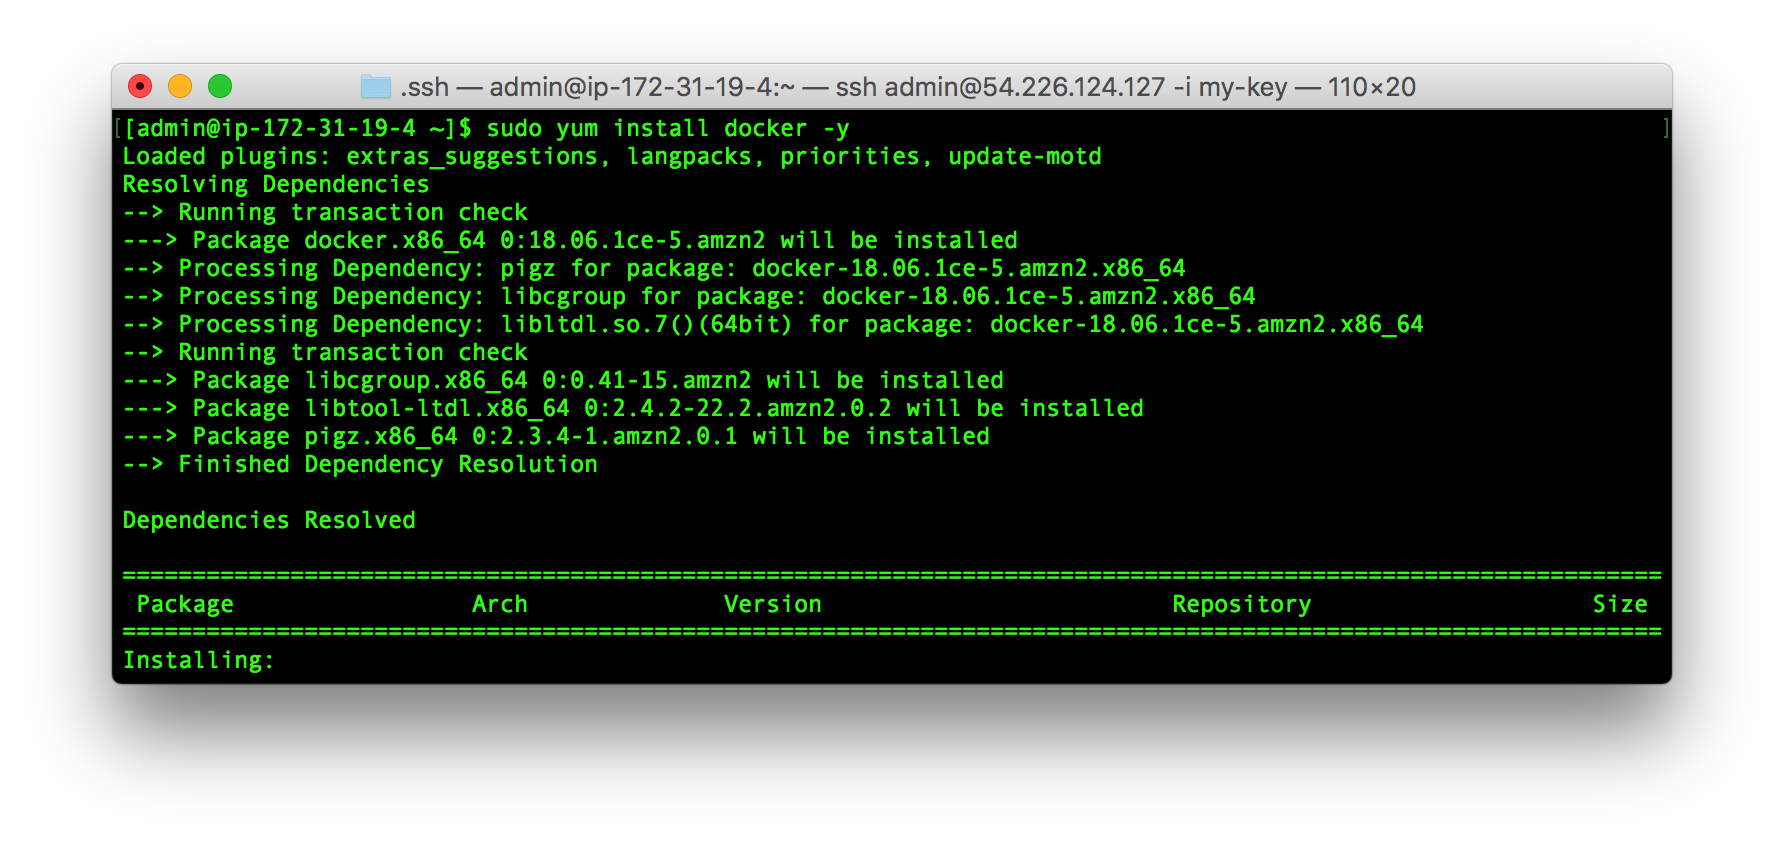 .ssh — admin@ip-172-31-19-4:~ — ssh admin@54.226.124.127 -i my-key — 110×20
[[admin@ip-172-31-19-4 ~]$ sudo yum install docker -y ]
Loaded plugins: extras_suggestions, langpacks, priorities, update-motd
Resolving Dependencies
--> Running transaction check
---> Package docker.x86_64 0:18.06.1ce-5.amzn2 will be installed
--> Processing Dependency: pigz for package: docker-18.06.1ce-5.amzn2.x86_64
--> Processing Dependency: libcgroup for package: docker-18.06.1ce-5.amzn2.x86_64
--> Processing Dependency: libltdl.so.7()(64bit) for package: docker-18.06.1ce-5.amzn2.x86_64
--> Running transaction check
---> Package libcgroup.x86_64 0:0.41-15.amzn2 will be installed
---> Package libtool-ltdl.x86_64 0:2.4.2-22.2.amzn2.0.2 will be installed
---> Package pigz.x86_64 0:2.3.4-1.amzn2.0.1 will be installed
--> Finished Dependency Resolution
Dependencies Resolved
==============================================================================================================
Package Arch Version Repository Size
==============================================================================================================
Installing: